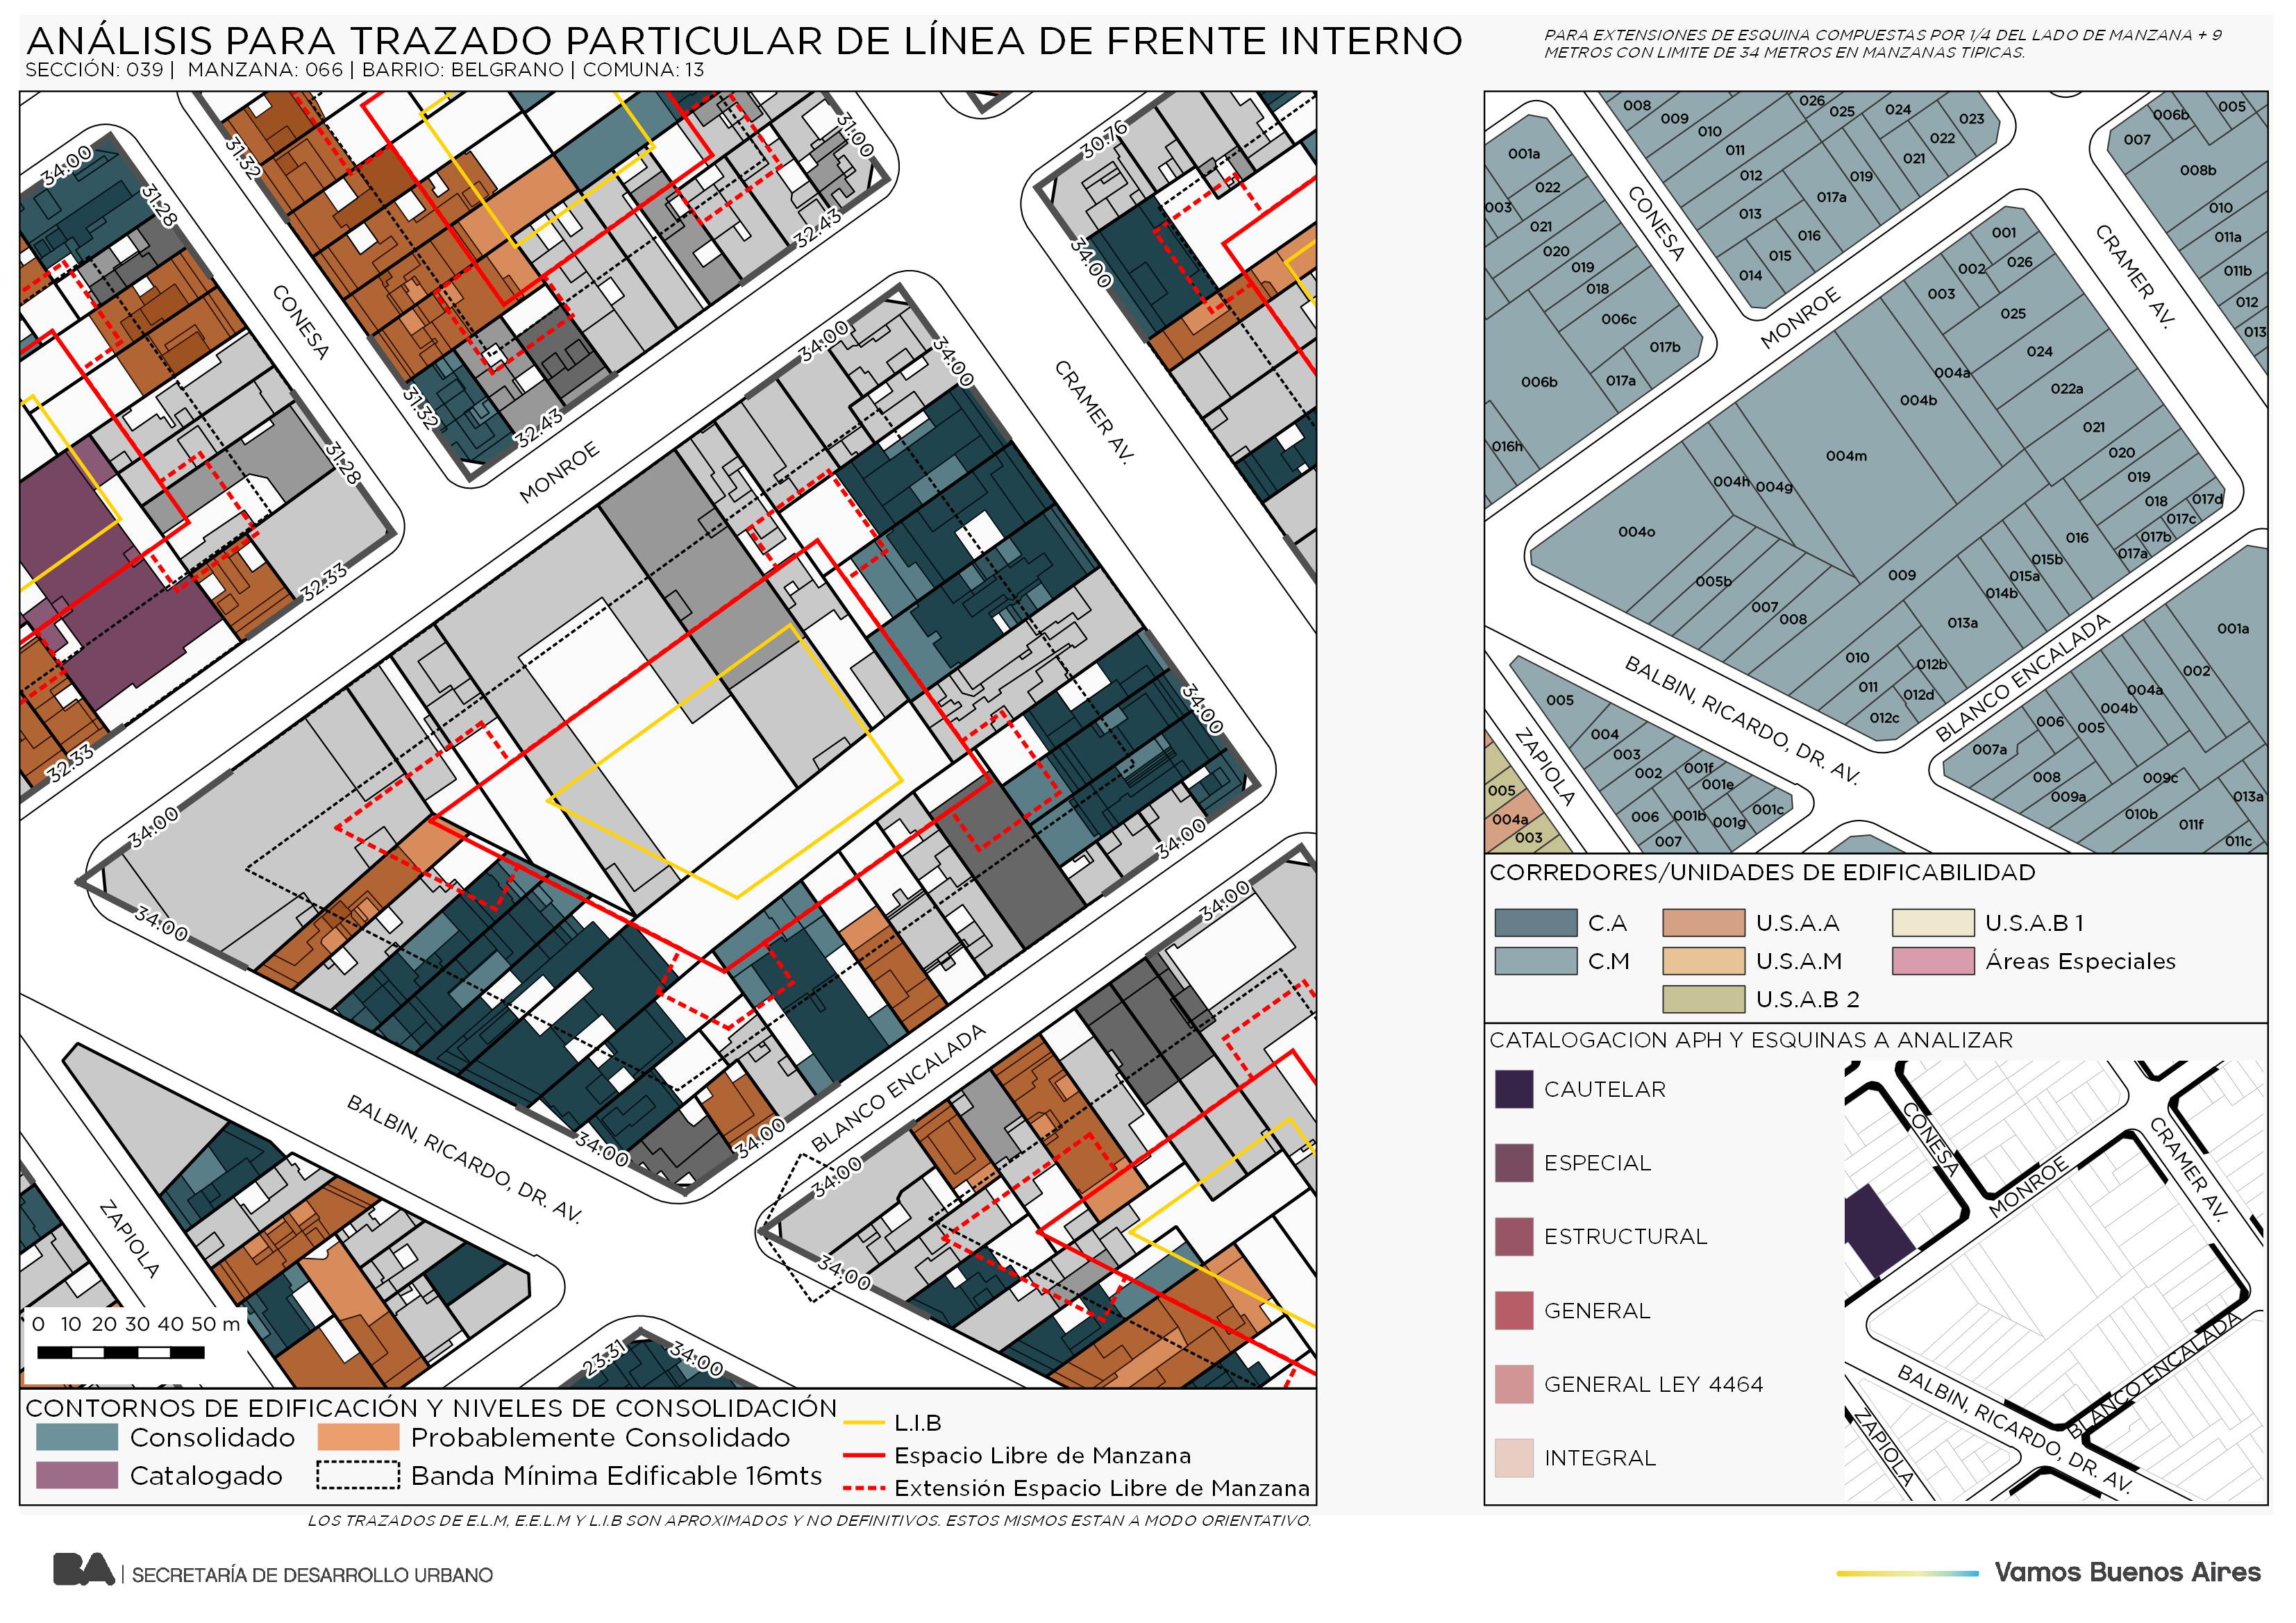 ANÁLISIS PARA TRAZADO PARTICULAR DE LÍNEA DE FRENTE INTERNO
SECCIÓN: 039 | MANZANA: 066 | BARRIO: BELGRANO | COMUNA: 13
PARA EXTENSIONES DE ESQUINA COMPUESTAS POR 1/4 DEL LADO DE MANZANA + 9
METROS CON LIMITE DE 34 METROS EN MANZANAS TIPICAS.
34.00
31.28
31.32
31.00
30.76
CONESA
32.43
34.00
31.32
32.43
MONROE
34.00
34.00
CRAMER AV.
31.28
32.33
32.33
34.00
34.00
34.00
34.00
34.00
34.00
34.00
BLANCO ENCALADA
BALBIN, RICARDO, DR. AV.
34.00
34.00
ZAPIOLA
23.31
34.00
0 10 20 30 40 50 m
CONTORNOS DE EDIFICACIÓN Y NIVELES DE CONSOLIDACIÓN
Consolidado
Probablemente Consolidado
Catalogado
Banda Mínima Edificable 16mts
L.I.B
Espacio Libre de Manzana
Extensión Espacio Libre de Manzana
LOS TRAZADOS DE E.L.M, E.E.L.M Y L.I.B SON APROXIMADOS Y NO DEFINITIVOS. ESTOS MISMOS ESTAN A MODO ORIENTATIVO.
008
009
010
011
012
013
014
015
016
017a
019
021
022
023
024
025
026
001a
022
003
021
020
019
018
006c
017b
017a
006b
016h
CONESA
MONROE
CRAMER AV.
006b
005
007
008b
010
011a
011b
012
013
001
002
026
003
025
024
004a
022a
004b
021
020
019
018
017d
017c
017b
017a
016
015b
015a
014b
013a
012b
012d
012c
011
010
009
008
007
005b
004o
004h
004g
004m
BALBIN, RICARDO, DR. AV.
BLANCO ENCALADA
ZAPIOLA
005
004
003
002
001f
001e
001c
001g
001b
006
007
005
004a
003
001a
002
004a
004b
005
006
007a
008
009a
009c
010b
011f
011c
013a
CORREDORES/UNIDADES DE EDIFICABILIDAD
C.A
U.S.A.A
U.S.A.B 1
C.M
U.S.A.M
Áreas Especiales
U.S.A.B 2
CATALOGACION APH Y ESQUINAS A ANALIZAR
CAUTELAR
ESPECIAL
ESTRUCTURAL
GENERAL
GENERAL LEY 4464
INTEGRAL
CONESA
MONROE
CRAMER AV.
BLANCO ENCALADA
BALBIN, RICARDO, DR. AV.
ZAPIOLA
BA | SECRETARÍA DE DESARROLLO URBANO
Vamos Buenos Aires